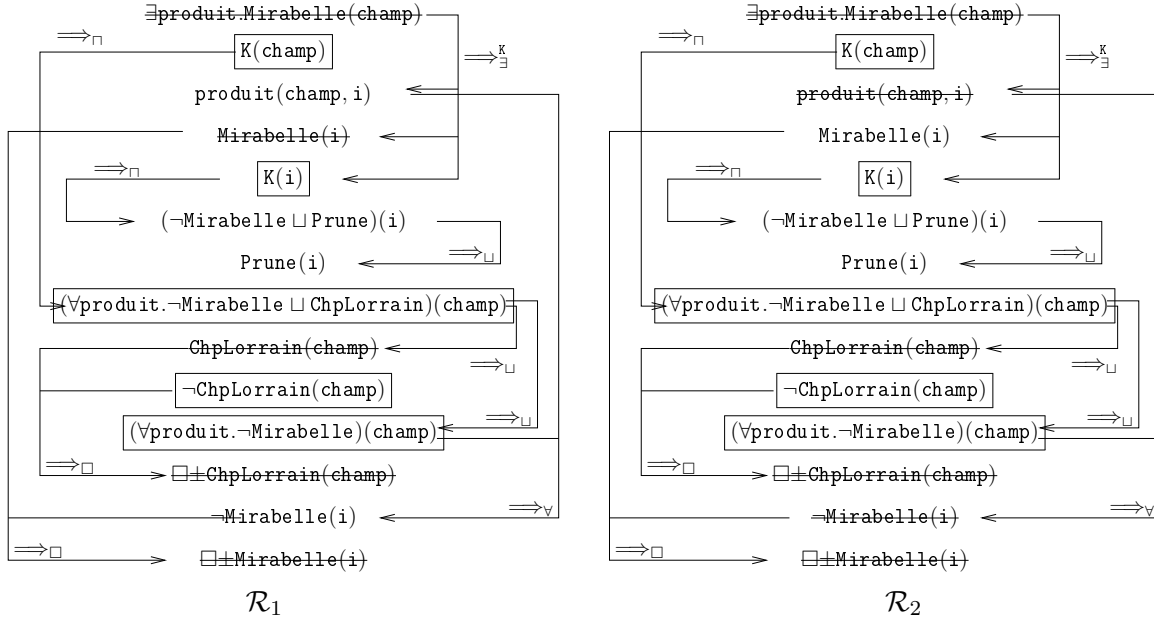 ∃produit.Mirabelle(champ) ∃produit.Mirabelle(champ)
⟹⊓ K(champ) ⟹∃ᴷ ⟹⊓ K(champ) ⟹∃ᴷ
produit(champ, i) produit(champ, i)
Mirabelle(i) Mirabelle(i)
⟹⊓ K(i) ⟹⊓ K(i)
(¬Mirabelle ⊔ Prune)(i) (¬Mirabelle ⊔ Prune)(i)
Prune(i) ⟹⊔ Prune(i) ⟹⊔
(∀produit.¬Mirabelle ⊔ ChpLorrain)(champ) (∀produit.¬Mirabelle ⊔ ChpLorrain)(champ)
ChpLorrain(champ) ⟹⊔ ChpLorrain(champ) ⟹⊔
¬ChpLorrain(champ) ¬ChpLorrain(champ)
(∀produit.¬Mirabelle)(champ) ⟹⊔ (∀produit.¬Mirabelle)(champ) ⟹⊔
⟹□ □±ChpLorrain(champ) ⟹□ □±ChpLorrain(champ)
¬Mirabelle(i) ⟹∀ ¬Mirabelle(i) ⟹∀
⟹□ □±Mirabelle(i) ⟹□ □±Mirabelle(i)
R₁ R₂